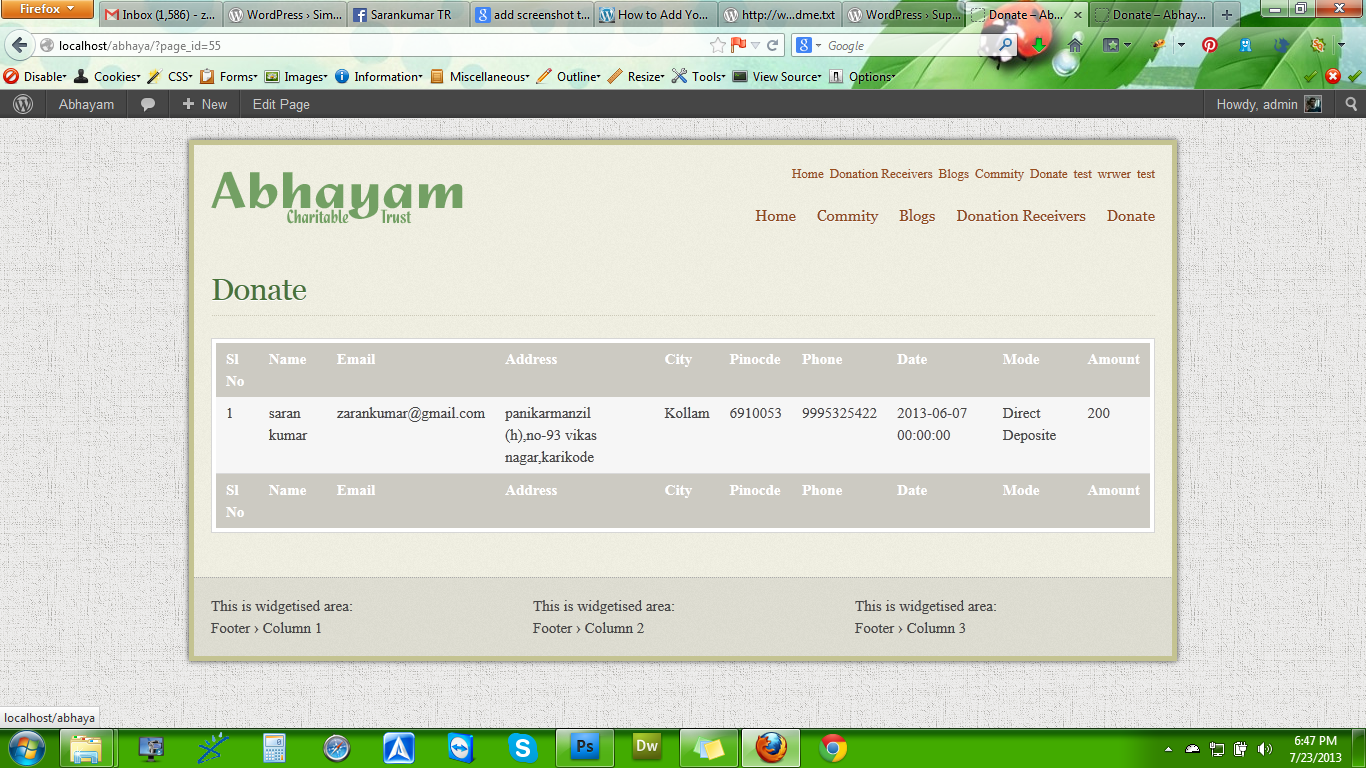 Firefox
Inbox (1,586) - z...
WordPress › Sim...
Sarankumar TR
add screenshot t...
How to Add Yo...
http://w...dme.txt
WordPress › Sup...
Donate – Ab...
Donate – Abhay...
localhost/abhaya/?page_id=55
Google
Disable
Cookies
CSS
Forms
Images
Information
Miscellaneous
Outline
Resize
Tools
View Source
Options
Abhayam
New
Edit Page
Howdy, admin
Abhayam
Charitable Trust
Home Donation Receivers Blogs Commity Donate test wrwer test
Home Commity Blogs Donation Receivers Donate
Donate
Sl No Name Email Address City Pinocde Phone Date Mode Amount
1 saran kumar zarankumar@gmail.com panikarmanzil (h),no-93 vikas nagar,karikode Kollam 6910053 9995325422 2013-06-07 00:00:00 Direct Deposite 200
Sl No Name Email Address City Pinocde Phone Date Mode Amount
This is widgetised area:
Footer › Column 1
This is widgetised area:
Footer › Column 2
This is widgetised area:
Footer › Column 3
localhost/abhaya
Ps
Dw
6:47 PM
7/23/2013